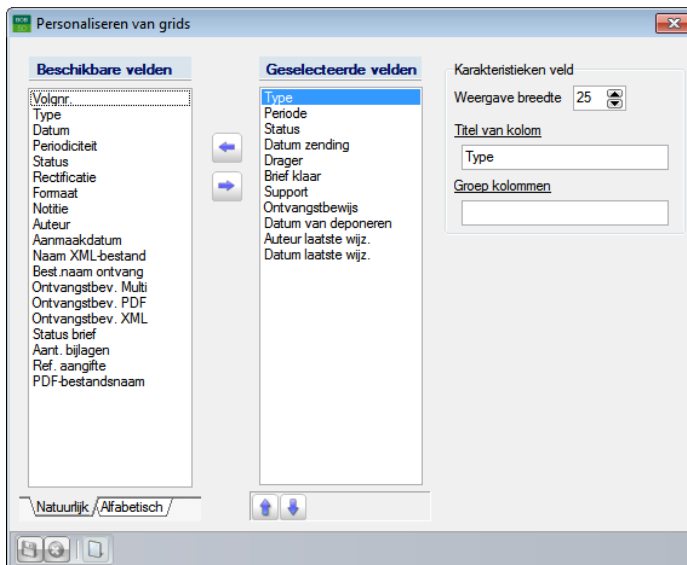 Personaliseren van grids
Beschikbare velden
Volgnr.
Type
Datum
Periodiciteit
Status
Rectificatie
Formaat
Notitie
Auteur
Aanmaakdatum
Naam XML-bestand
Best.naam ontvang
Ontvangstbev. Multi
Ontvangstbev. PDF
Ontvangstbev. XML
Status brief
Aant. bijlagen
Ref. aangifte
PDF-bestandsnaam
Natuurlijk
Alfabetisch
Geselecteerde velden
Type
Periode
Status
Datum zending
Drager
Brief klaar
Support
Ontvangstbewijs
Datum van deponeren
Auteur laatste wijz.
Datum laatste wijz.
Karakteristieken veld
Weergave breedte 25
Titel van kolom
Type
Groep kolommen